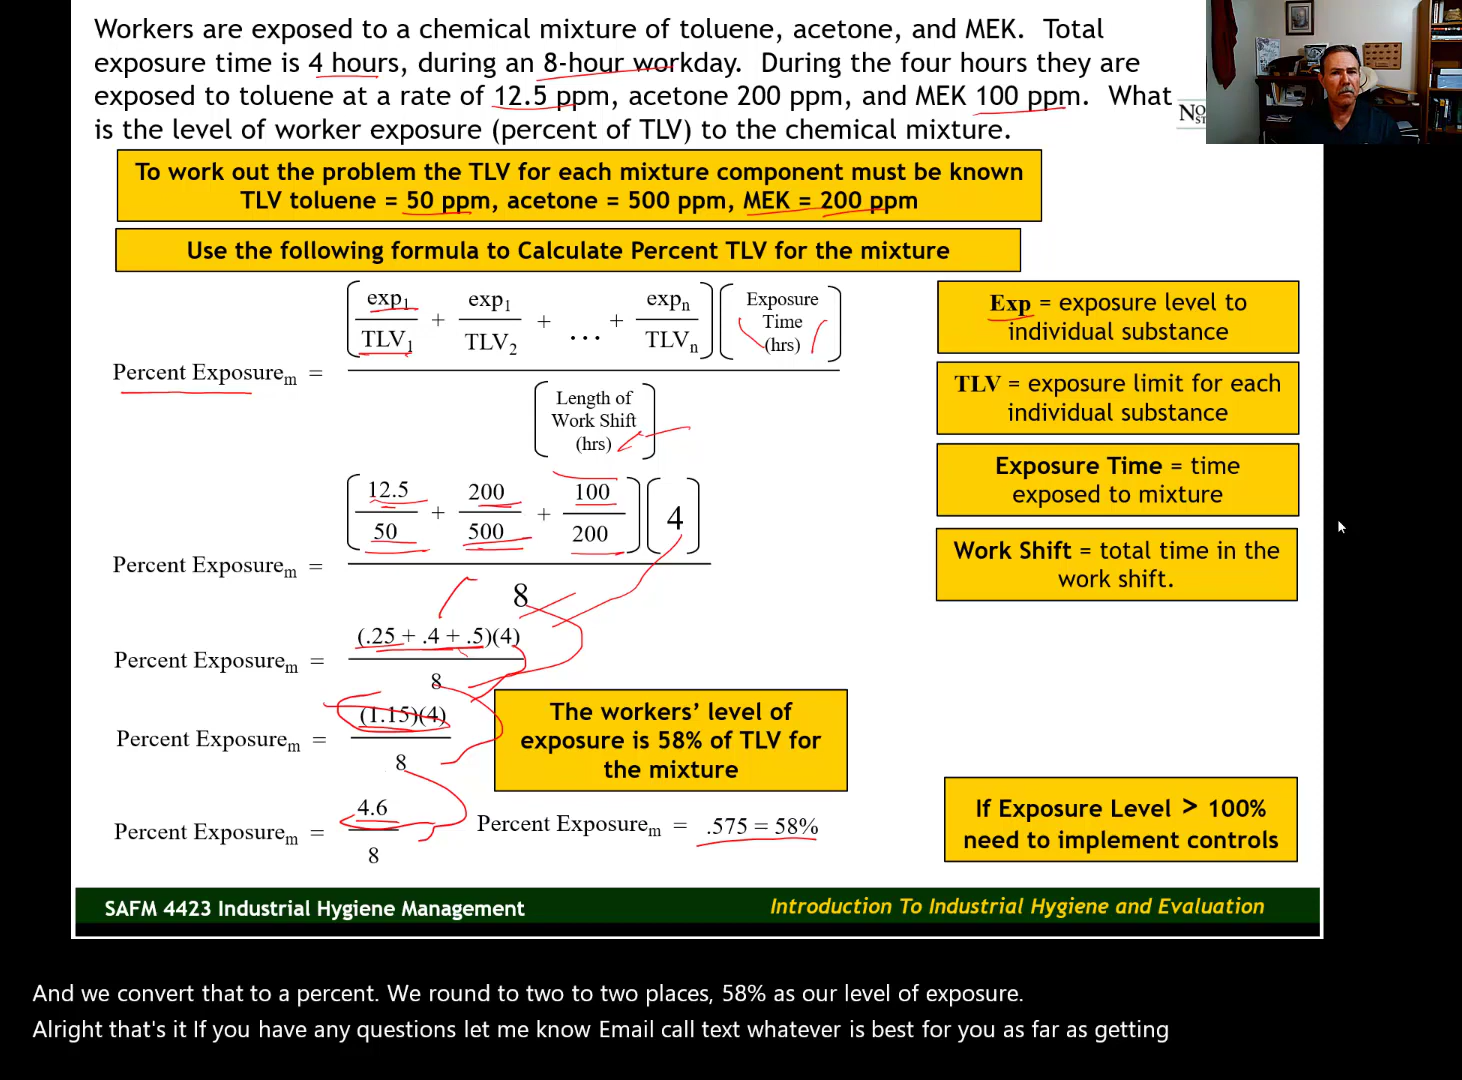 Workers are exposed to a chemical mixture of toluene, acetone, and MEK. Total
exposure time is 4 hours, during an 8-hour workday. During the four hours they are
exposed to toluene at a rate of 12.5 ppm, acetone 200 ppm, and MEK 100 ppm. What
is the level of worker exposure (percent of TLV) to the chemical mixture.
To work out the problem the TLV for each mixture component must be known
TLV toluene = 50 ppm, acetone = 500 ppm, MEK = 200 ppm
Use the following formula to Calculate Percent TLV for the mixture
exp1 exp1 expn Exposure
+ + + Time
TLV1 TLV2 ... TLVn (hrs)
Percent Exposurem =
Length of
Work Shift
(hrs)
Exp = exposure level to
individual substance
TLV = exposure limit for each
individual substance
Exposure Time = time
exposed to mixture
Work Shift = total time in the
work shift.
12.5 200 100
+ + 4
50 500 200
Percent Exposurem =
8
(.25 + .4 + .5)(4)
Percent Exposurem =
8
(1.15)(4)
Percent Exposurem =
8
The workers’ level of
exposure is 58% of TLV for
the mixture
4.6
Percent Exposurem =
8
Percent Exposurem = .575 = 58%
If Exposure Level > 100%
need to implement controls
SAFM 4423 Industrial Hygiene Management
Introduction To Industrial Hygiene and Evaluation
And we convert that to a percent. We round to two to two places, 58% as our level of exposure.
Alright that's it If you have any questions let me know Email call text whatever is best for you as far as getting